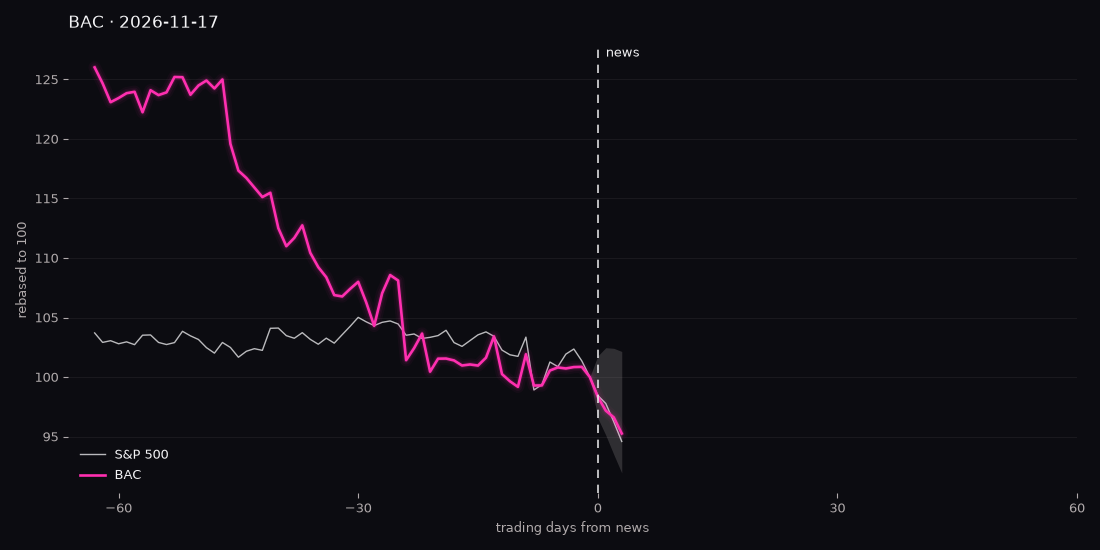 BAC · 2026-11-17
news
125
120
115
110
105
100
95
rebased to 100
S&P 500
BAC
−60
−30
0
30
60
trading days from news